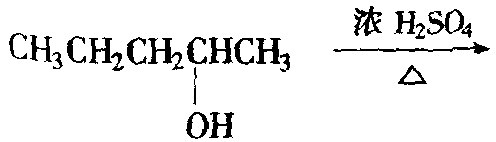 浓 H₂SO₄
CH₃CH₂CH₂CHCH₃
△
OH